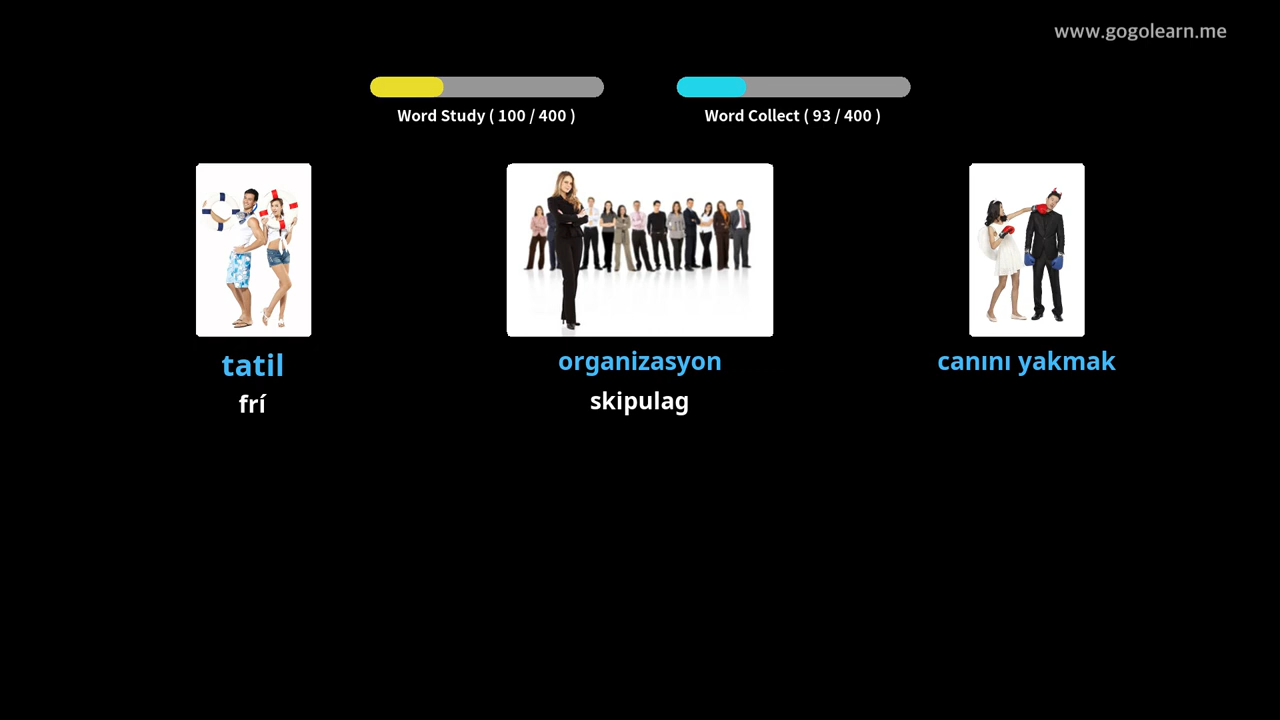 www.gogolearn.me
Word Study ( 100 / 400 )
Word Collect ( 93 / 400 )
tatil
organizasyon
canını yakmak
frí
skipulag